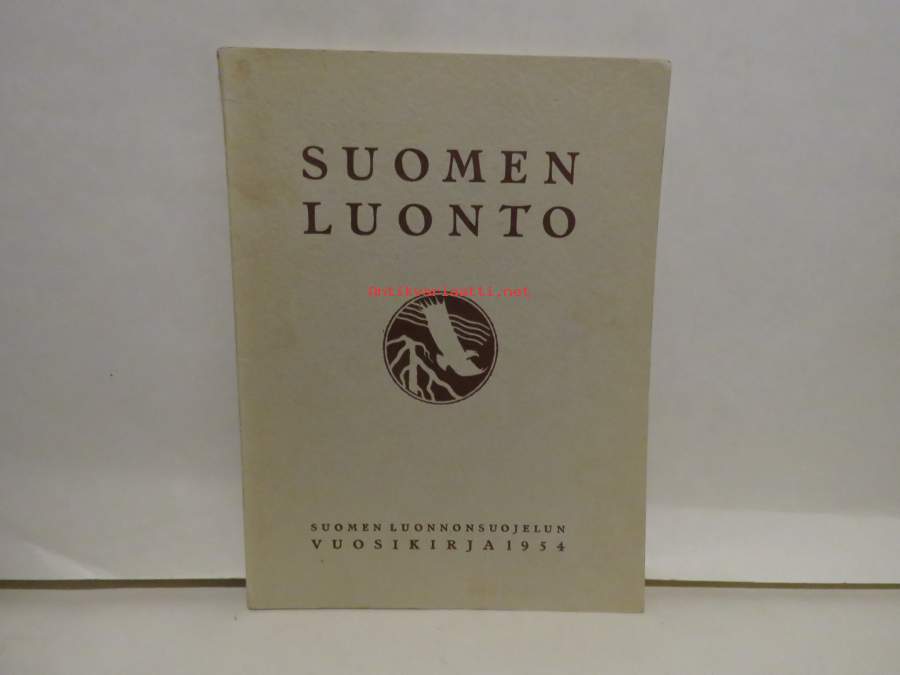 SUOMEN
LUONTO
Antikvariaatti.net
SUOMEN LUONNONSUOJELUN
VUOSIKIRJA 1954